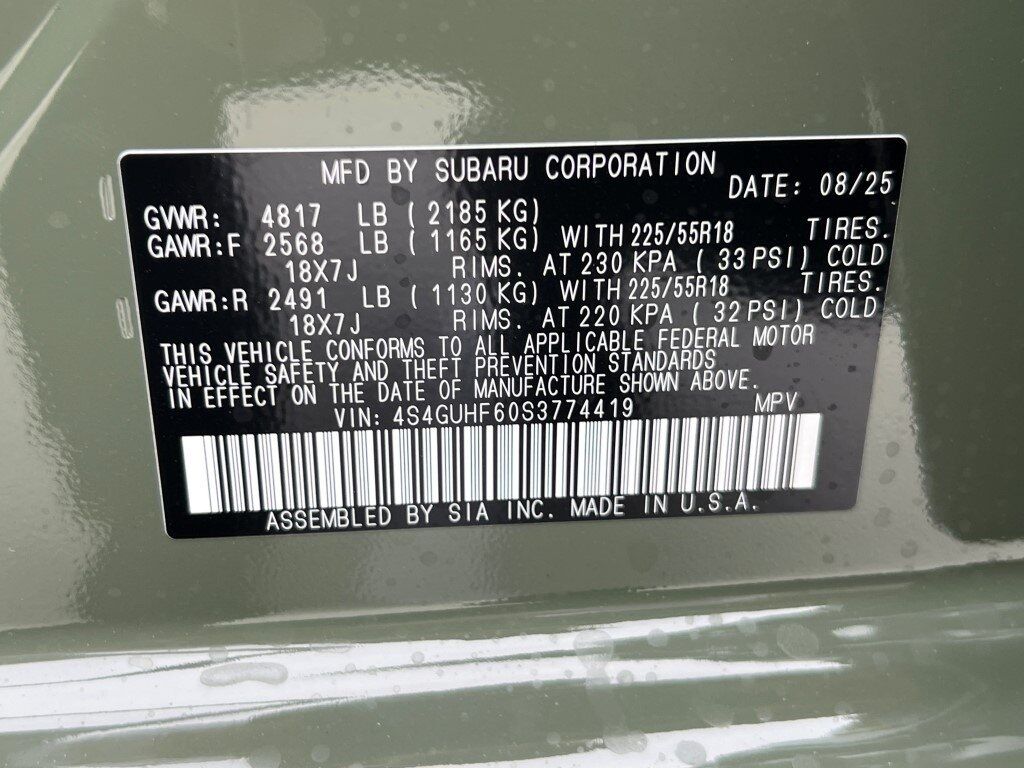 MFD BY SUBARU CORPORATION
DATE: 08/25
GVWR: 4817 LB ( 2185 KG)
GAWR:F 2568 LB ( 1165 KG) WITH 225/55R18 TIRES.
18X7J RIMS. AT 230 KPA ( 33 PSI) COLD
GAWR:R 2491 LB ( 1130 KG) WITH 225/55R18 TIRES.
18X7J RIMS. AT 220 KPA ( 32 PSI) COLD
THIS VEHICLE CONFORMS TO ALL APPLICABLE FEDERAL MOTOR
VEHICLE SAFETY AND THEFT PREVENTION STANDARDS
IN EFFECT ON THE DATE OF MANUFACTURE SHOWN ABOVE.
VIN: 4S4GUHF60S3774419 MPV
ASSEMBLED BY SIA INC. MADE IN U.S.A.